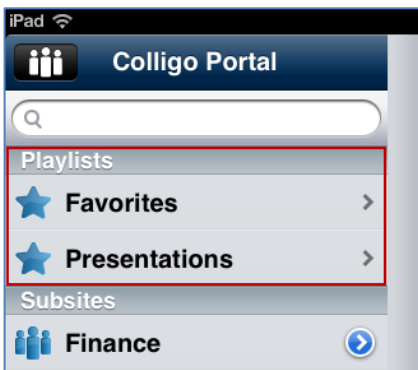 iPad
Colligo Portal
Playlists
Favorites
Presentations
Subsites
Finance